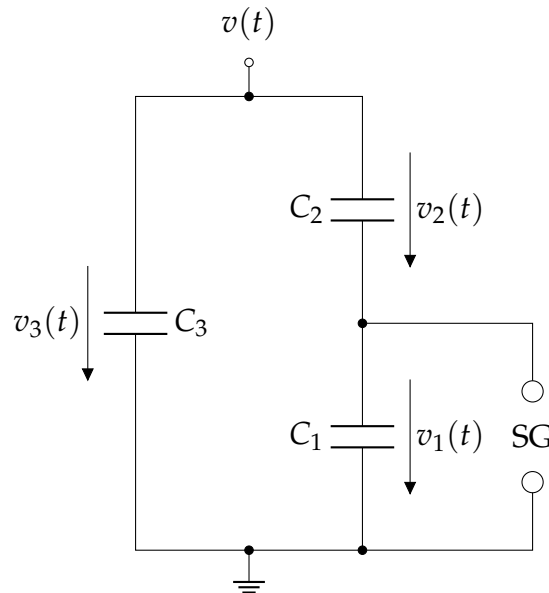 v(t)
C₂
v₂(t)
v₃(t)
C₃
C₁
v₁(t)
SG